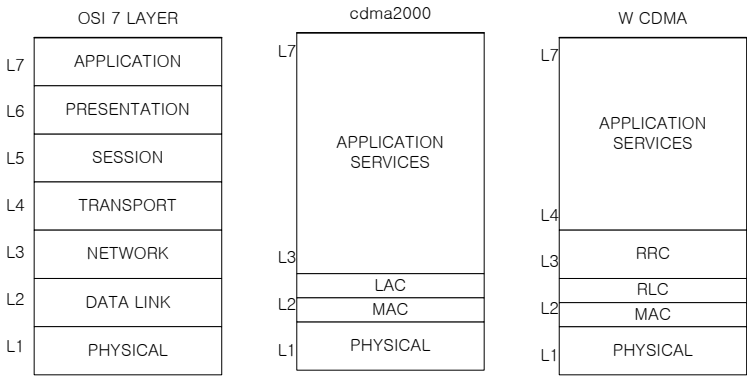 OSI 7 LAYER
L7
APPLICATION
L6
PRESENTATION
L5
SESSION
L4
TRANSPORT
L3
NETWORK
L2
DATA LINK
L1
PHYSICAL
cdma2000
L7
APPLICATION
SERVICES
L3
LAC
L2
MAC
L1
PHYSICAL
W CDMA
L7
APPLICATION
SERVICES
L4
L3
RRC
RLC
L2
MAC
L1
PHYSICAL